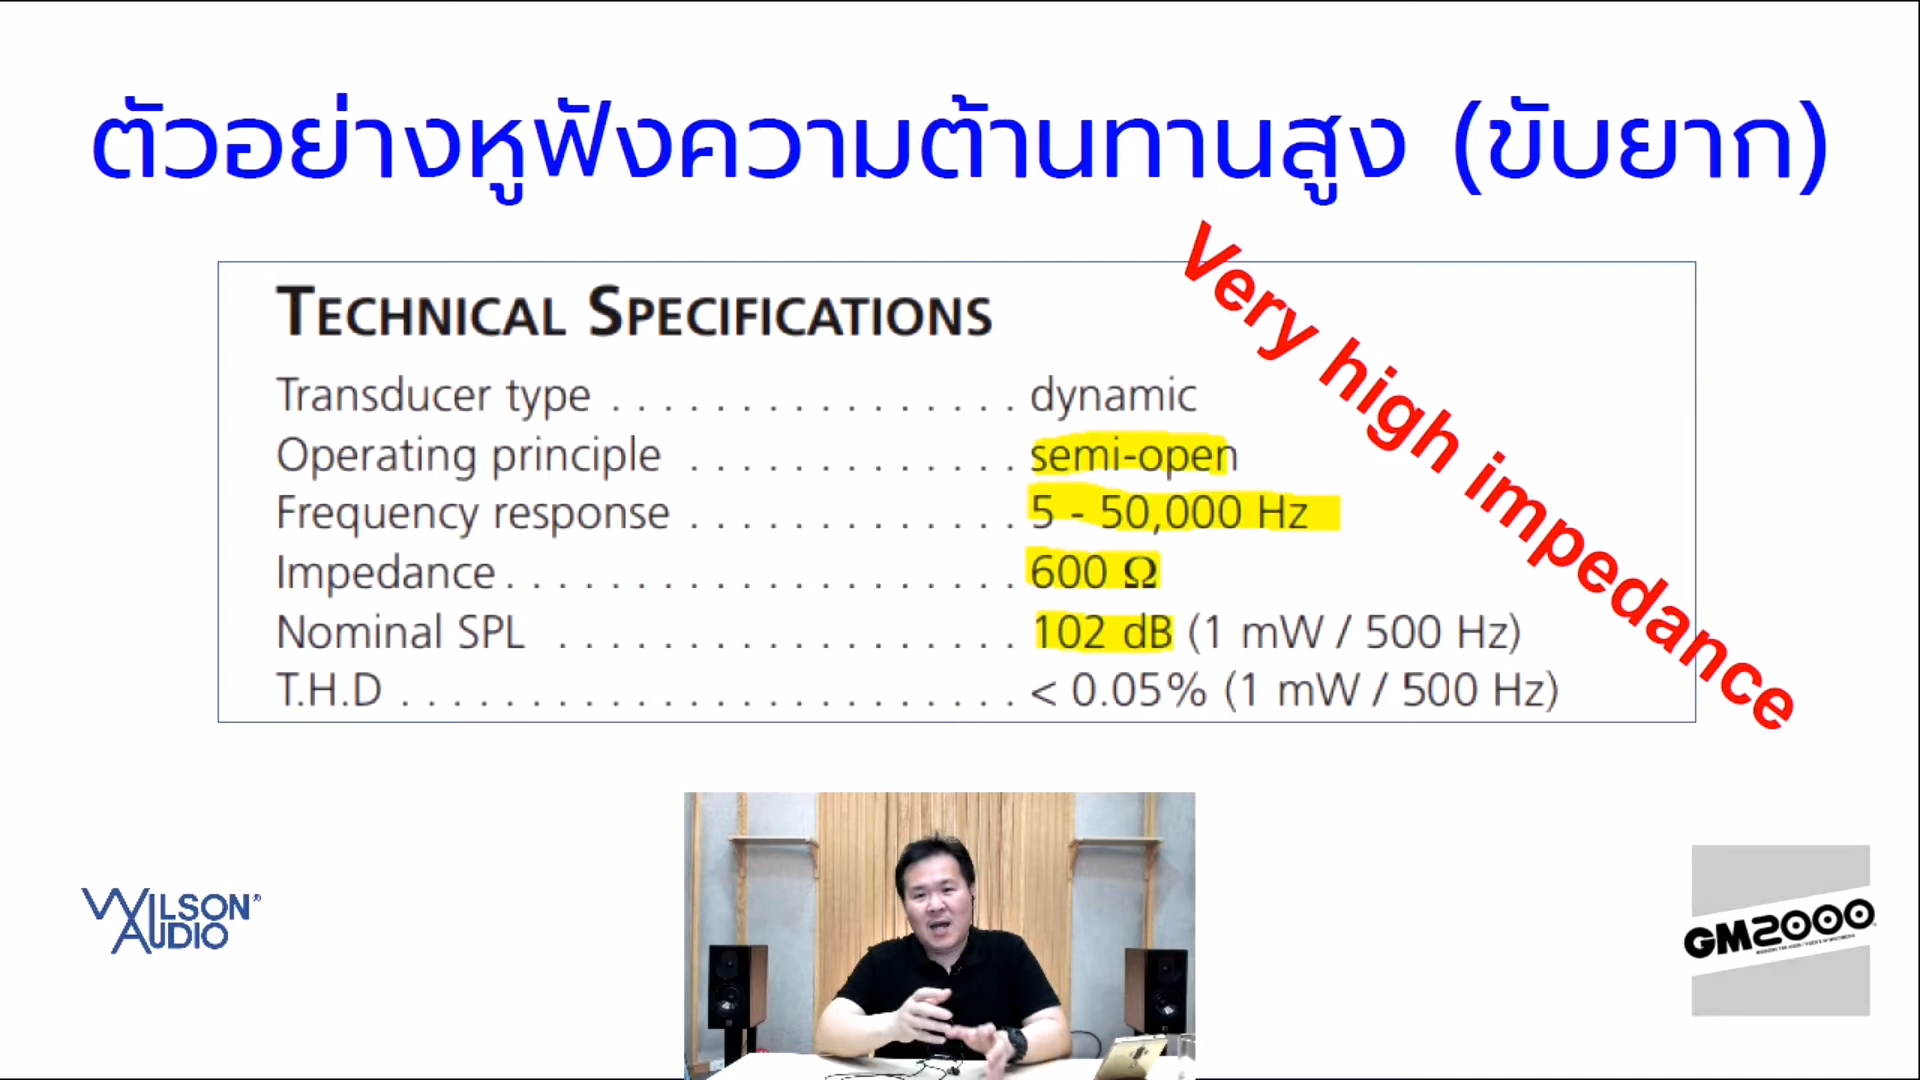 ตัวอย่างหูฟังความต้านทานสูง (ขับยาก)
Very high impedance
TECHNICAL SPECIFICATIONS
Transducer type . . . . . . . . . . . . . . . . dynamic
Operating principle . . . . . . . . . . . . . semi-open
Frequency response . . . . . . . . . . . . . 5 - 50,000 Hz
Impedance . . . . . . . . . . . . . . . . . . . . 600 Ω
Nominal SPL . . . . . . . . . . . . . . . . . . 102 dB (1 mW / 500 Hz)
T.H.D . . . . . . . . . . . . . . . . . . . . . . . . < 0.05% (1 mW / 500 Hz)
WILSON®
AUDIO
GM2000